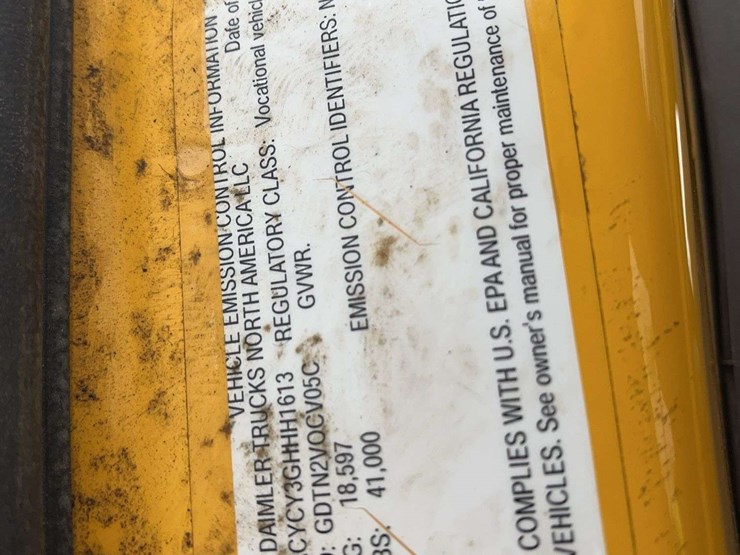 VEHICLE EMISSION CONTROL INFORMATION
DAIMLER TRUCKS NORTH AMERICA LLC Date of
CYCY3GHHH1613 REGULATORY CLASS: Vocational vehicl
: GDTN2VOCV05C GVWR.
G: 18,597 EMISSION CONTROL IDENTIFIERS: N
BS: 41,000
COMPLIES WITH U.S. EPA AND CALIFORNIA REGULATIO
VEHICLES. See owner's manual for proper maintenance of